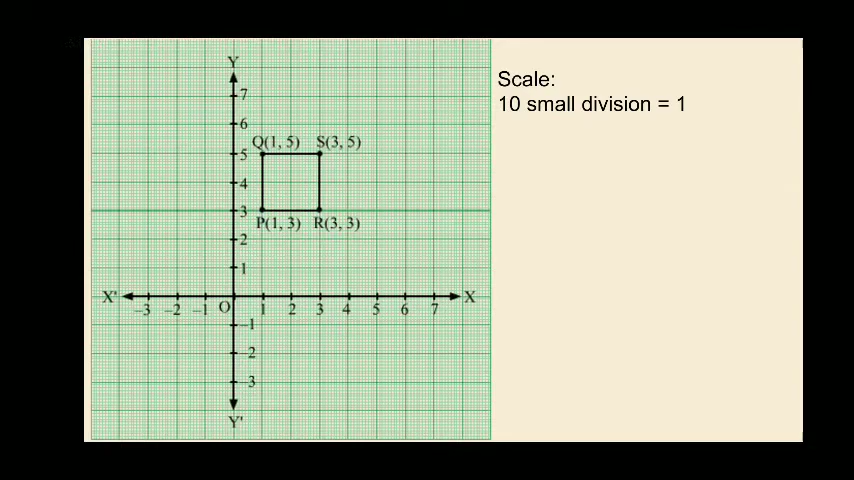 Scale:
10 small division = 1
Y
7
6
Q(1, 5) S(3, 5)
5
4
3
P(1, 3) R(3, 3)
2
1
X' O X
–3 –2 –1 1 2 3 4 5 6 7
–1
–2
–3
Y'